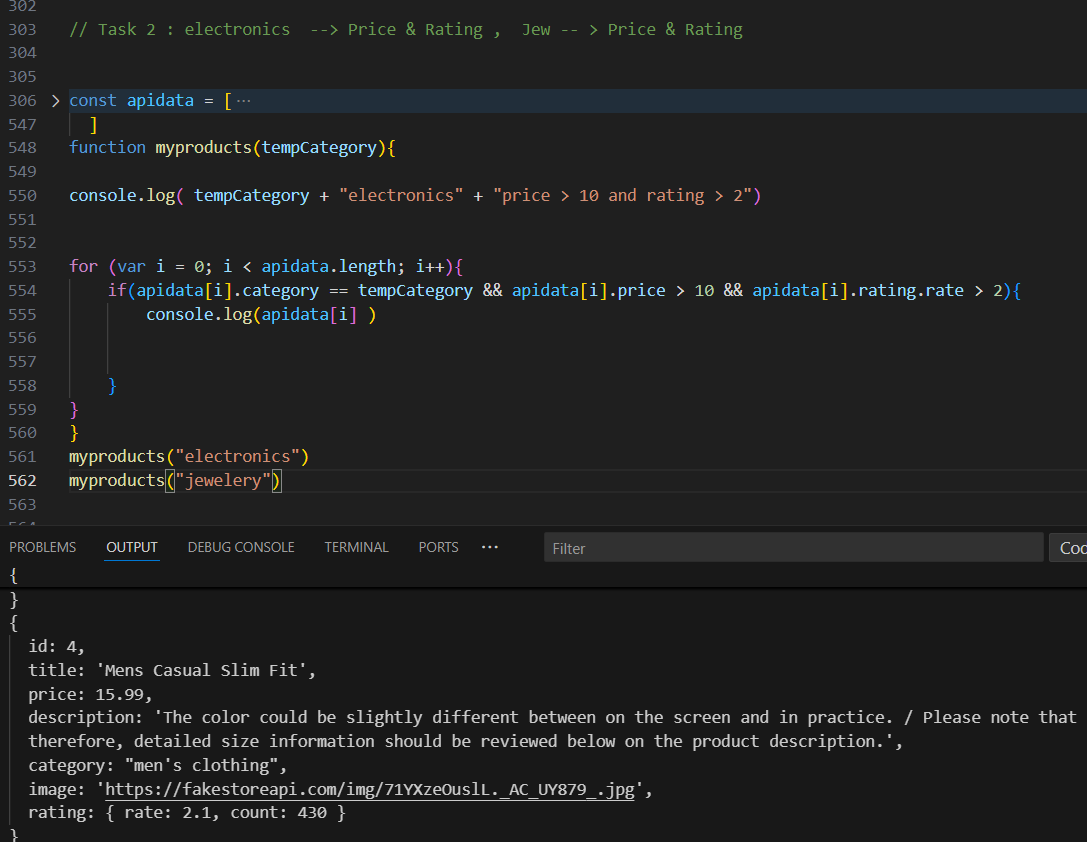 302
303 // Task 2 : electronics --> Price & Rating , Jew -- > Price & Rating
304
305
306 > const apidata = [ ···
547 ]
548 function myproducts(tempCategory){
549
550 console.log( tempCategory + "electronics" + "price > 10 and rating > 2")
551
552
553 for (var i = 0; i < apidata.length; i++){
554 if(apidata[i].category == tempCategory && apidata[i].price > 10 && apidata[i].rating.rate > 2){
555 console.log(apidata[i] )
556
557
558 }
559 }
560 }
561 myproducts("electronics")
562 myproducts("jewelery")
563
PROBLEMS OUTPUT DEBUG CONSOLE TERMINAL PORTS ··· Filter Coo
{
}
{
id: 4,
title: 'Mens Casual Slim Fit',
price: 15.99,
description: 'The color could be slightly different between on the screen and in practice. / Please note that
therefore, detailed size information should be reviewed below on the product description.',
category: "men's clothing",
image: 'https://fakestoreapi.com/img/71YXzeOuslL._AC_UY879_.jpg',
rating: { rate: 2.1, count: 430 }
}